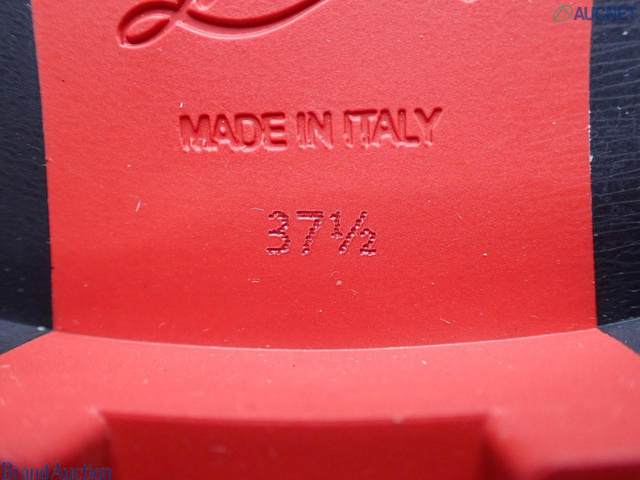 AUCNET
MADE IN ITALY
37½
Brand Auction